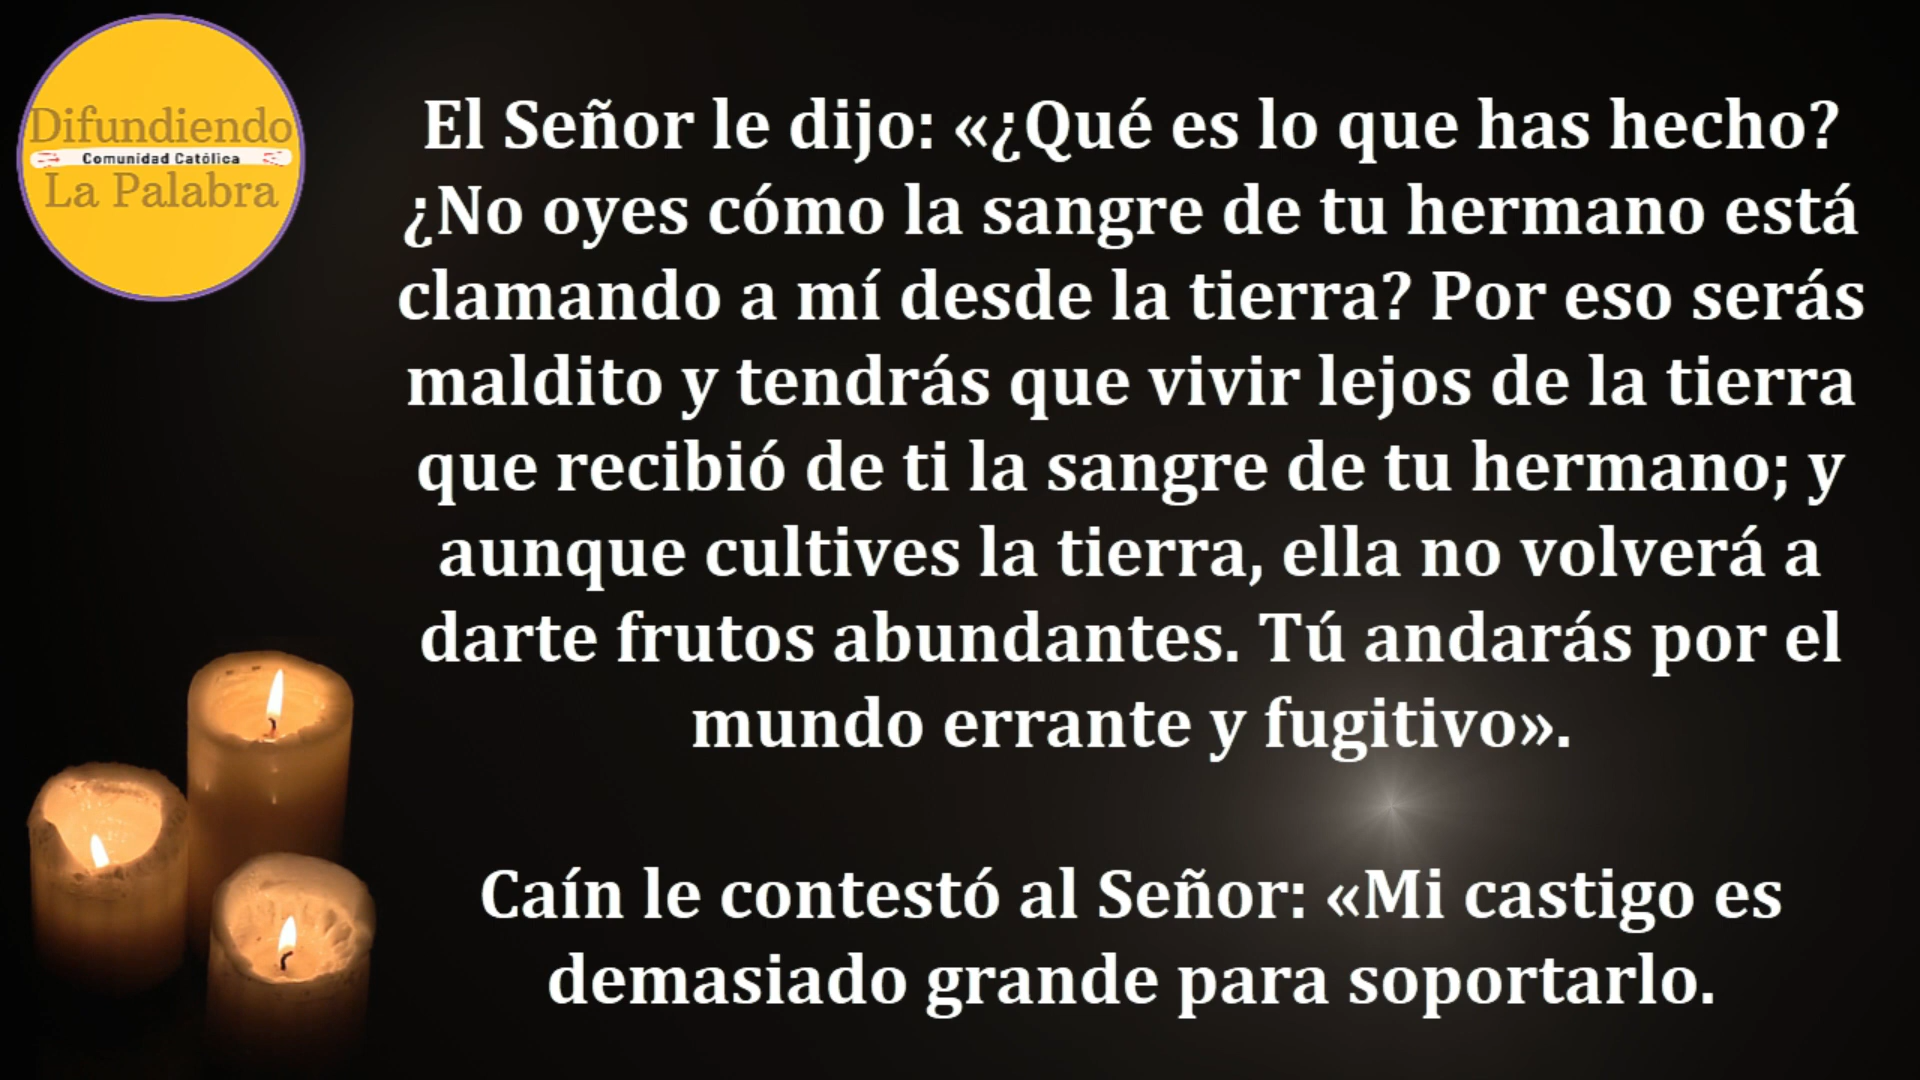 Difundiendo
Comunidad Católica
La Palabra
El Señor le dijo: «¿Qué es lo que has hecho?
¿No oyes cómo la sangre de tu hermano está
clamando a mí desde la tierra? Por eso serás
maldito y tendrás que vivir lejos de la tierra
que recibió de ti la sangre de tu hermano; y
aunque cultives la tierra, ella no volverá a
darte frutos abundantes. Tú andarás por el
mundo errante y fugitivo».
Caín le contestó al Señor: «Mi castigo es
demasiado grande para soportarlo.